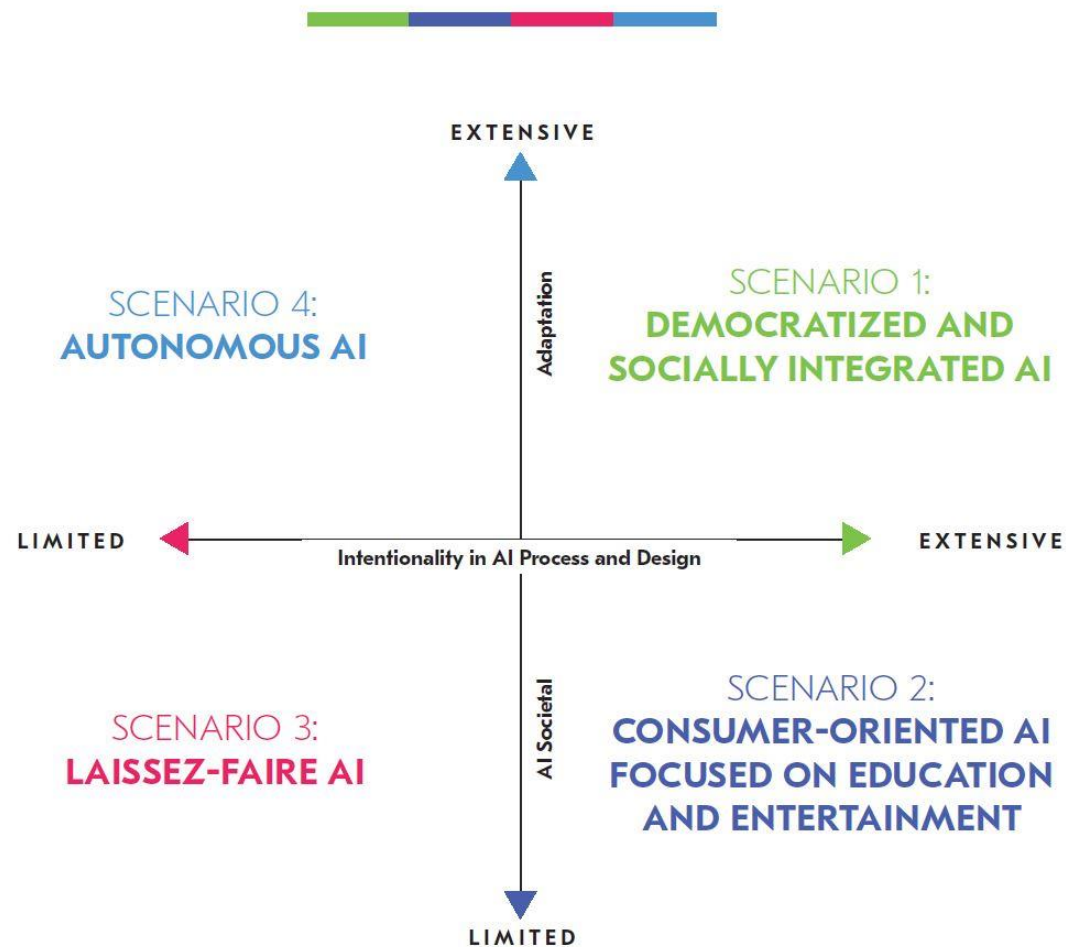 EXTENSIVE
Adaptation
SCENARIO 4:
AUTONOMOUS AI
SCENARIO 1:
DEMOCRATIZED AND
SOCIALLY INTEGRATED AI
LIMITED
Intentionality in AI Process and Design
EXTENSIVE
AI Societal
SCENARIO 3:
LAISSEZ-FAIRE AI
SCENARIO 2:
CONSUMER-ORIENTED AI
FOCUSED ON EDUCATION
AND ENTERTAINMENT
LIMITED